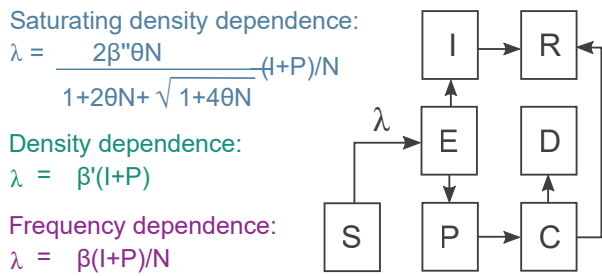 Saturating density dependence:
λ = 2β"θN / 1+2θN+ √ 1+4θN (I+P)/N
Density dependence:
λ = β'(I+P)
Frequency dependence:
λ = β(I+P)/N
I R
λ
E D
S P C